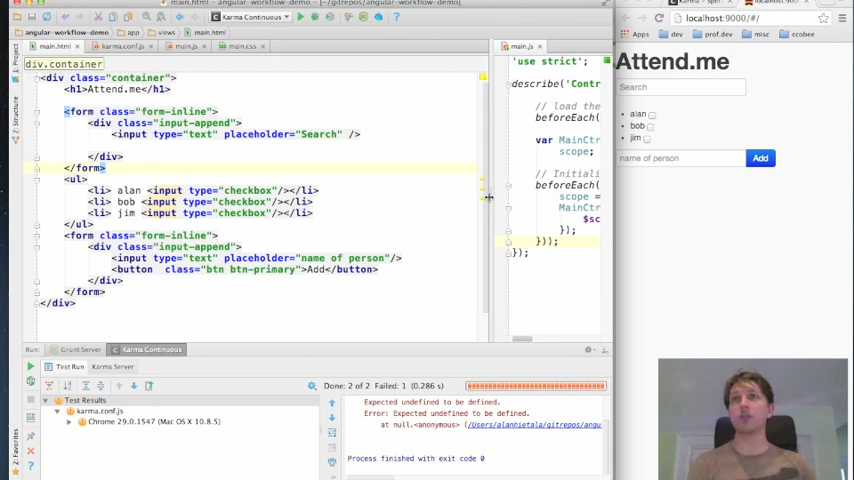 main.html - angular-workflow-demo - [~/gitrepos/angular-workflow-demo]
Karma Continuous
angular-workflow-demo
app
views
main.html
main.html
karma.conf.js
main.js
main.css
div.container
<div class="container">
<h1>Attend.me</h1>
<form class="form-inline">
<div class="input-append">
<input type="text" placeholder="Search" />
</div>
</form>
<ul>
<li> alan <input type="checkbox"/></li>
<li> bob <input type="checkbox"/></li>
<li> jim <input type="checkbox"/></li>
</ul>
<form class="form-inline">
<div class="input-append">
<input type="text" placeholder="name of person"/>
<button  class="btn btn-primary">Add</button>
</div>
</form>
</div>
main.js
'use strict';
describe('Contr
// load the
beforeEach(
var MainCtr
scope;
// Initiali
beforeEach(
scope =
MainCtr
$sc
});
}));
});
1: Project
7: Structure
2: Favorites
Run:
Grunt Server
Karma Continuous
Test Run
Karma Server
Done: 2 of 2  Failed: 1  (0.286 s)
Test Results
karma.conf.js
Chrome 29.0.1547 (Mac OS X 10.8.5)
Expected undefined to be defined.
Error: Expected undefined to be defined.
at null.<anonymous> (/Users/alanhietala/gitrepos/angu
Process finished with exit code 0
localhost:9000/#/
Apps
dev
prof.dev
misc
ecobee
Attend.me
Search
alan
bob
jim
name of person
Add